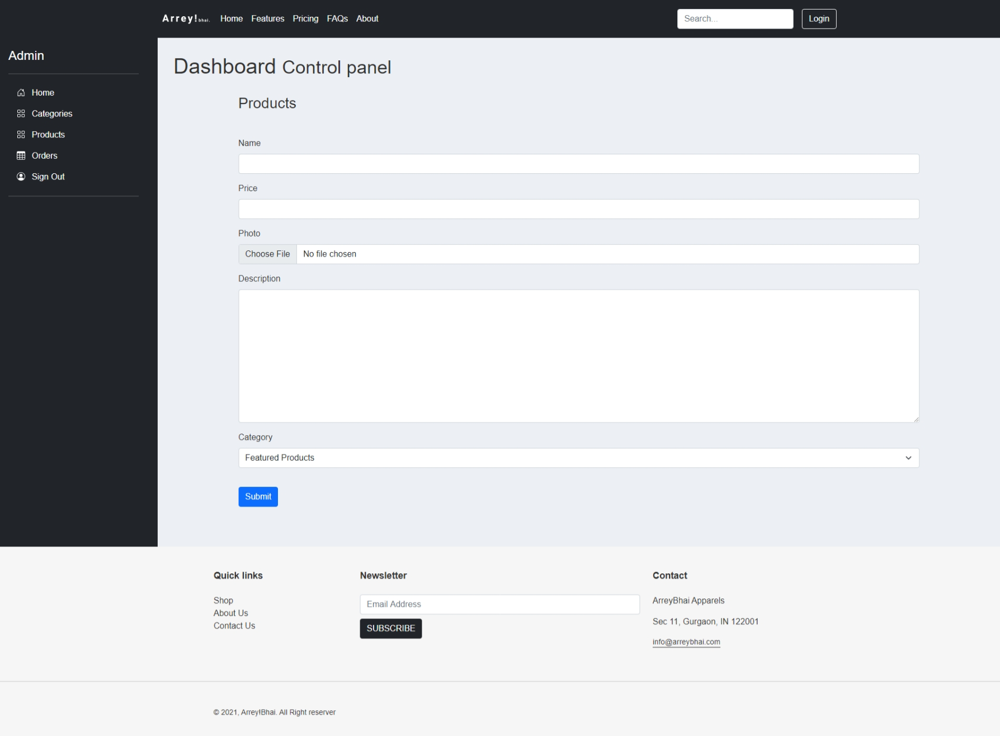 Arrey!bhai. Home Features Pricing FAQs About Search... Login
Admin
Home
Categories
Products
Orders
Sign Out
Dashboard Control panel
Products
Name
Price
Photo
Choose File No file chosen
Description
Category
Featured Products
Submit
Quick links
Shop
About Us
Contact Us
Newsletter
Email Address
SUBSCRIBE
Contact
ArreyBhai Apparels
Sec 11, Gurgaon, IN 122001
info@arreybhai.com
© 2021, Arrey!Bhai. All Right reserver